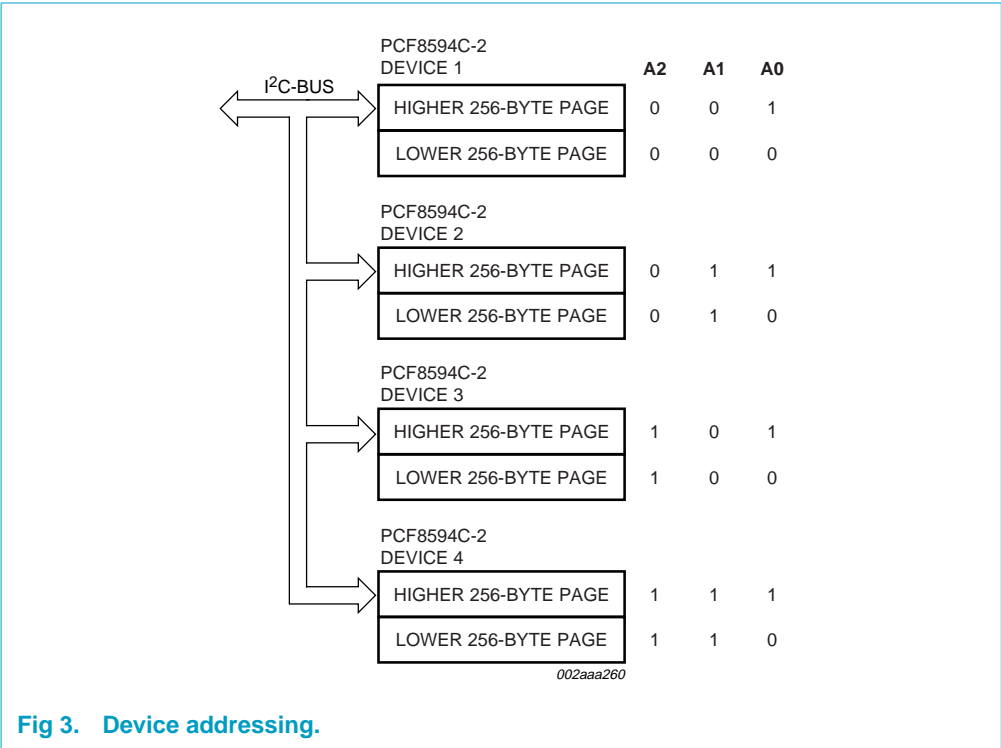 PCF8594C-2
DEVICE 1 A2 A1 A0
I²C-BUS
HIGHER 256-BYTE PAGE 0 0 1
LOWER 256-BYTE PAGE 0 0 0
PCF8594C-2
DEVICE 2
HIGHER 256-BYTE PAGE 0 1 1
LOWER 256-BYTE PAGE 0 1 0
PCF8594C-2
DEVICE 3
HIGHER 256-BYTE PAGE 1 0 1
LOWER 256-BYTE PAGE 1 0 0
PCF8594C-2
DEVICE 4
HIGHER 256-BYTE PAGE 1 1 1
LOWER 256-BYTE PAGE 1 1 0
002aaa260
Fig 3. Device addressing.